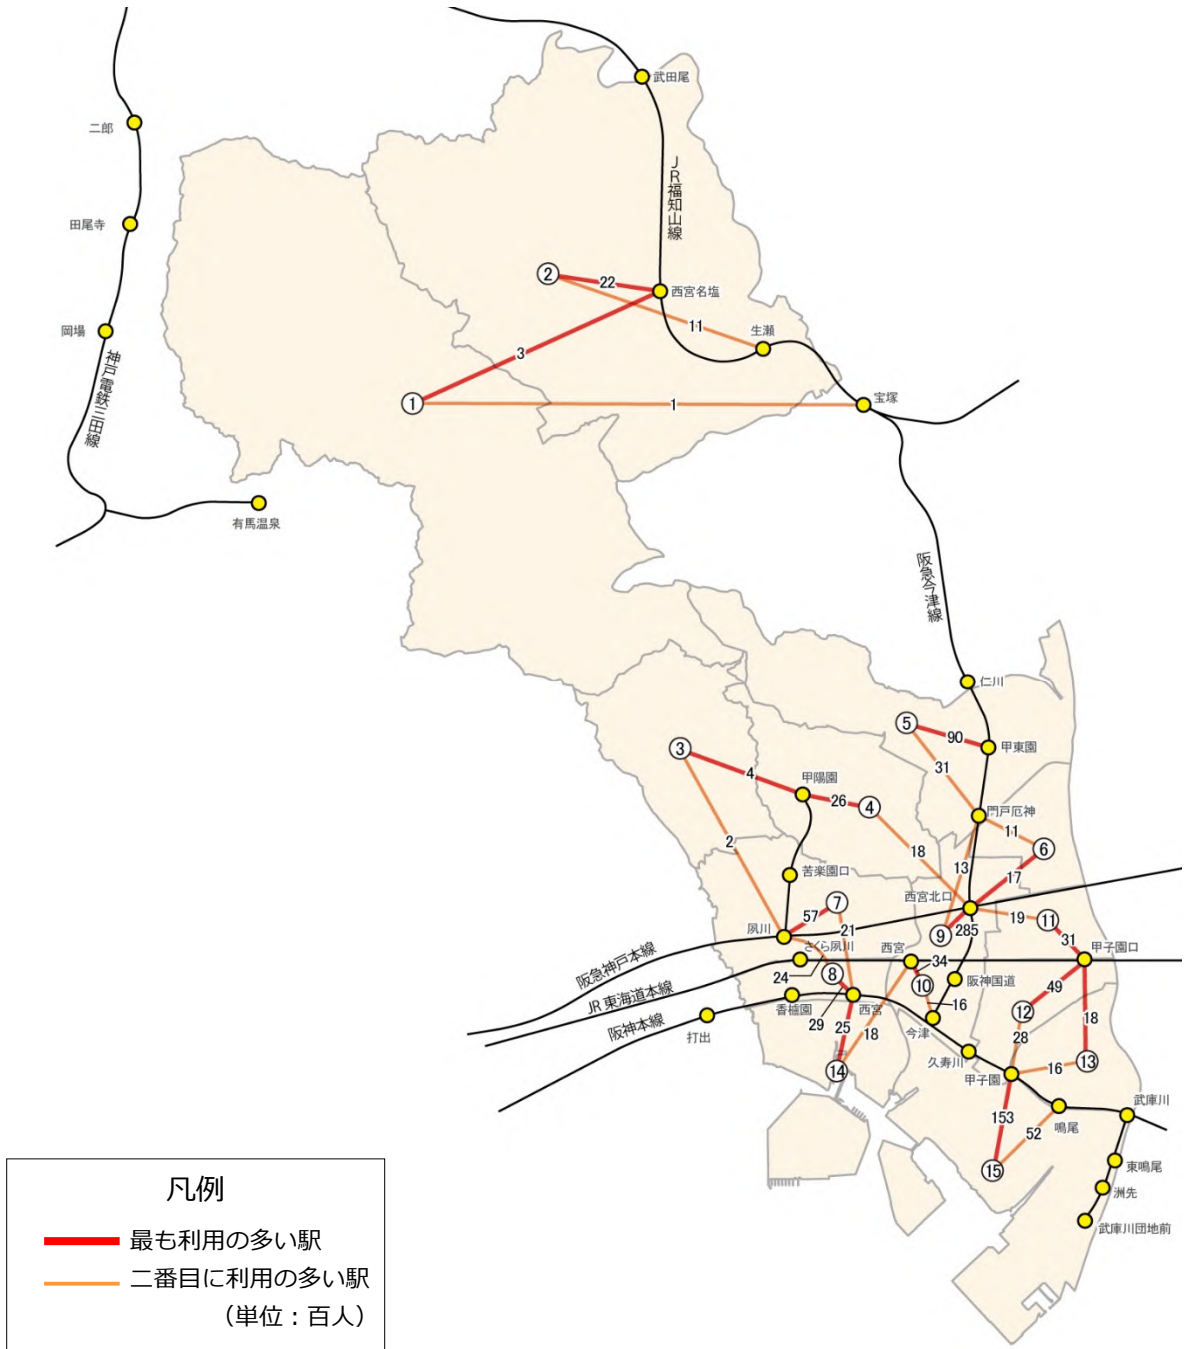 武田尾
二郎
JR福知山線
田尾寺
②
22
西宮名塩
11
生瀬
岡場
3
神戸電鉄三田線
①
1
宝塚
有馬温泉
阪急今津線
仁川
⑤
90
甲東園
③
31
4
甲陽園
26
④
門戸厄神
11
⑥
2
18
13
17
苦楽園口
西宮北口
57
⑦
19
⑪
285
⑨
21
31
夙川
さくら夙川
西宮
34
甲子園口
阪急神戸本線
24
⑧
⑩
阪神国道
49
JR東海道本線
16
⑫
18
香櫨園
29
西宮
今津
28
阪神本線
打出
25
18
久寿川
16
⑬
⑭
甲子園
153
鳴尾
武庫川
52
⑮
東鳴尾
洲先
武庫川団地前
凡例
最も利用の多い駅
二番目に利用の多い駅
（単位：百人）